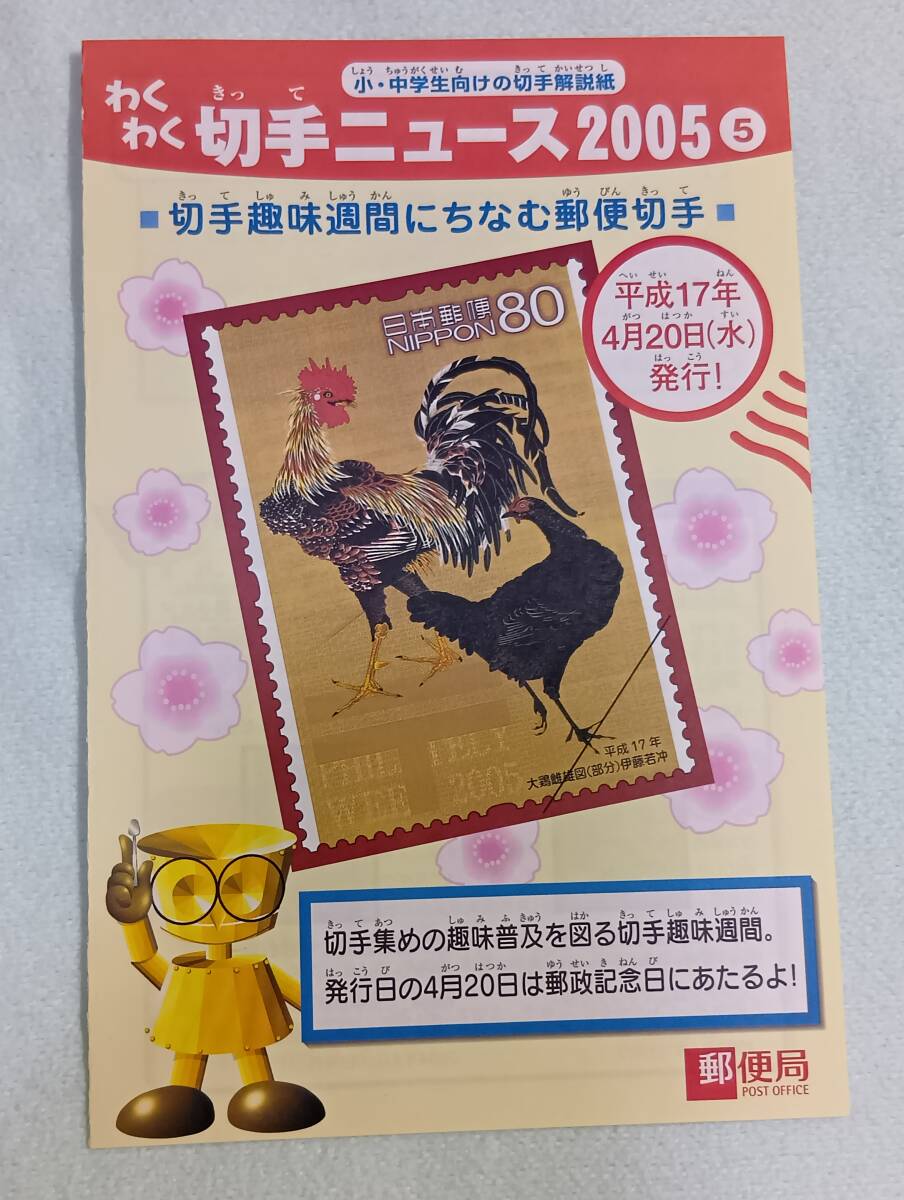 小・中学生向けの切手解説紙
わくわく 切手ニュース2005 5
切手趣味週間にちなむ郵便切手
平成17年
4月20日(水)
発行!
日本郵便
NIPPON 80
2005
平成17年
大鶏雌雄図(部分)伊藤若冲
切手集めの趣味普及を図る切手趣味週間。
発行日の4月20日は郵政記念日にあたるよ!
郵便局
POST OFFICE